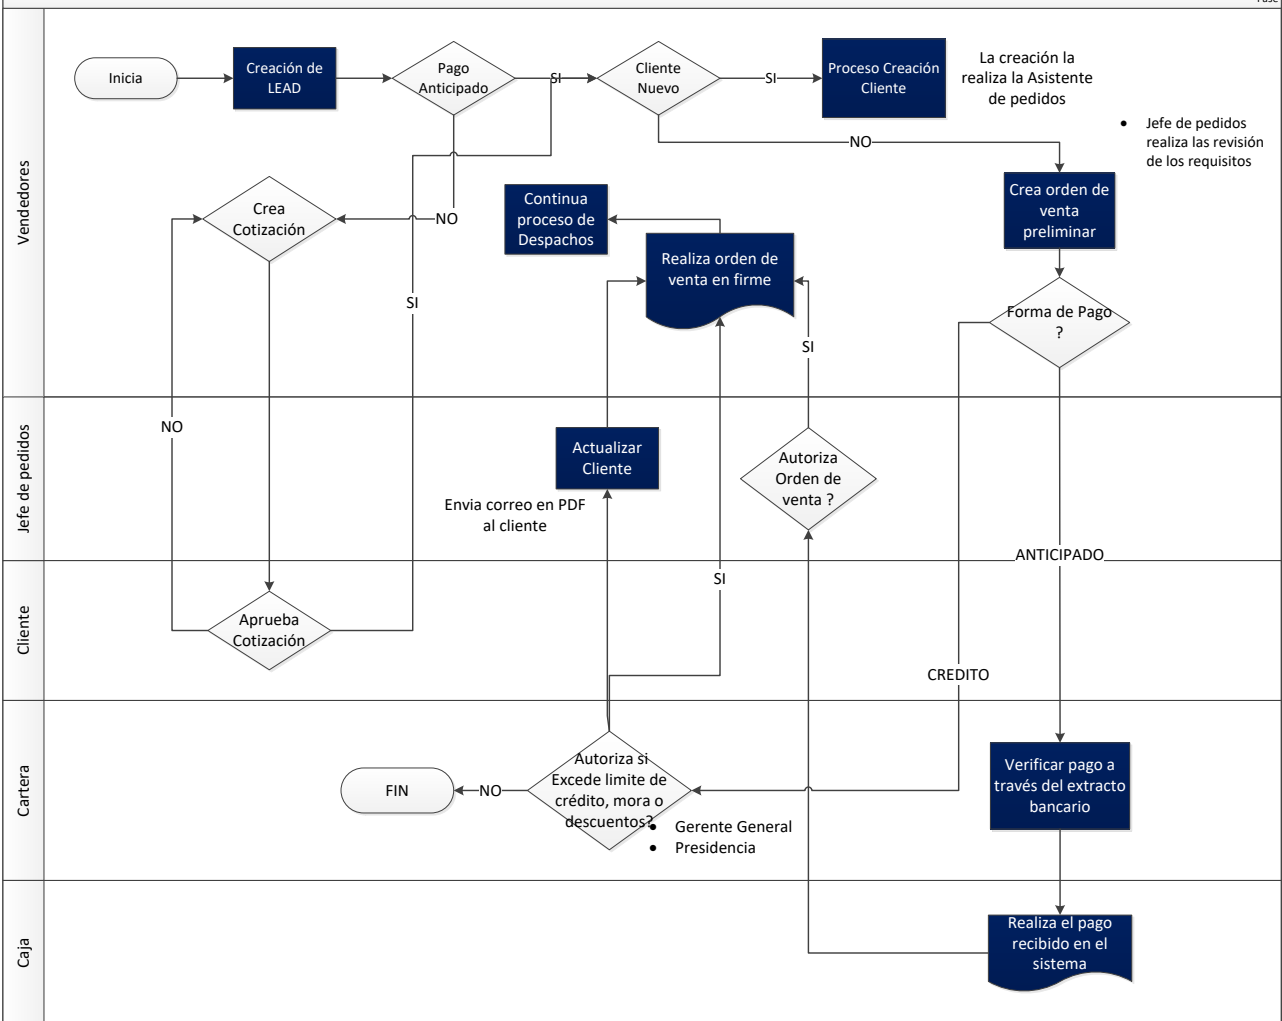 Fase
Vendedores
Inicia
Creación de
LEAD
Pago
Anticipado
SI
Cliente
Nuevo
SI
Proceso Creación
Cliente
La creación la
realiza la Asistente
de pedidos
• Jefe de pedidos
realiza las revisión
de los requisitos
NO
Crea
Cotización
NO
Continua
proceso de
Despachos
Realiza orden de
venta en firme
Crea orden de
venta
preliminar
SI
SI
Forma de Pago
?
Jefe de pedidos
NO
Actualizar
Cliente
Envia correo en PDF
al cliente
Autoriza
Orden de
venta ?
ANTICIPADO
Cliente
Aprueba
Cotización
SI
CREDITO
Cartera
FIN
NO
Autoriza si
Excede limite de
crédito, mora o
descuentos?
• Gerente General
• Presidencia
Verificar pago a
través del extracto
bancario
Caja
Realiza el pago
recibido en el
sistema